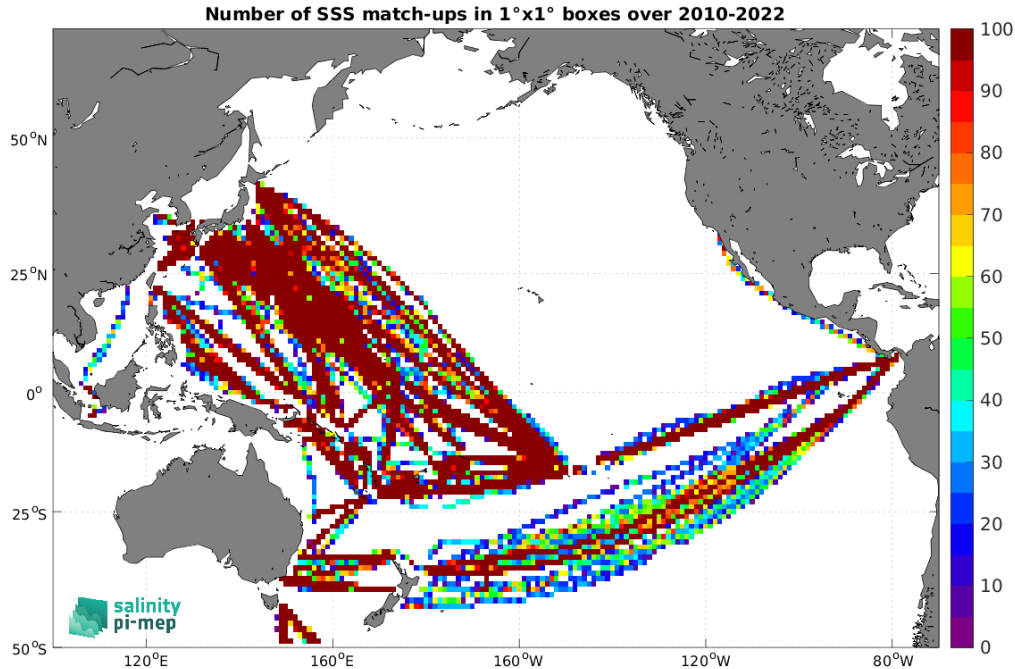 Number of SSS match-ups in 1°x1° boxes over 2010-2022
100
90
80
70
60
50
40
30
20
10
0
50°N
25°N
0°
25°S
50°S
120°E
160°E
160°W
120°W
80°W
salinity
pi-mep